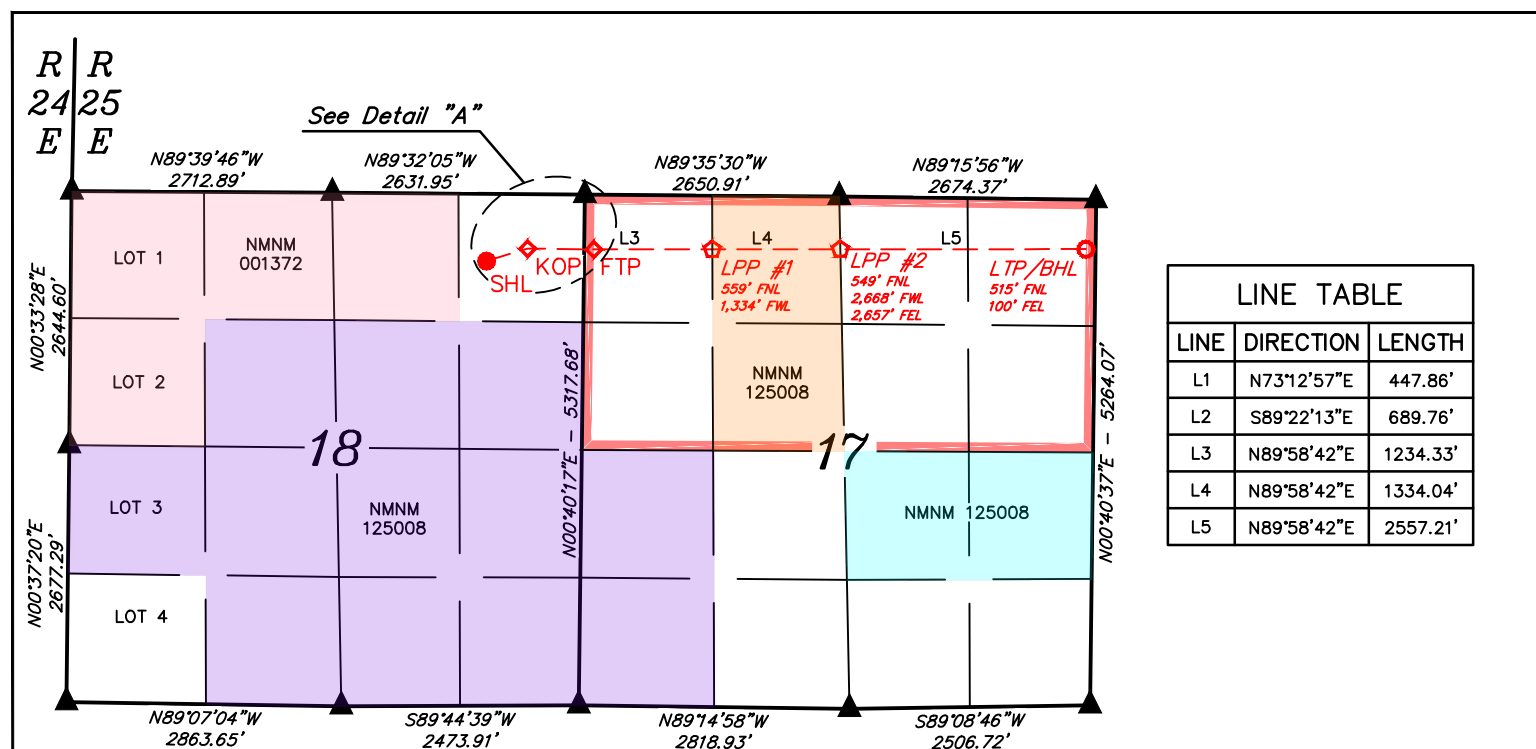 R R
24 25
E E
See Detail "A"
N89°39'46"W
2712.89'
N89°32'05"W
2631.95'
N89°35'30"W
2650.91'
N89°15'56"W
2674.37'
LOT 1
NMNM
001372
SHL
KOP
FTP
L3
L4
L5
LPP #1
559' FNL
1,334' FWL
LPP #2
549' FNL
2,668' FWL
2,657' FEL
LTP/BHL
515' FNL
100' FEL
N00°33'28"E
2644.60'
LOT 2
NMNM
125008
N00°40'17"E - 5317.68'
N00°40'37"E - 5264.07'
18
17
LOT 3
NMNM
125008
NMNM 125008
N00°37'20"E
2677.29'
LOT 4
N89°07'04"W
2863.65'
S89°44'39"W
2473.91'
N89°14'58"W
2818.93'
S89°08'46"W
2506.72'
LINE TABLE
LINE DIRECTION LENGTH
L1 N73°12'57"E 447.86'
L2 S89°22'13"E 689.76'
L3 N89°58'42"E 1234.33'
L4 N89°58'42"E 1334.04'
L5 N89°58'42"E 2557.21'